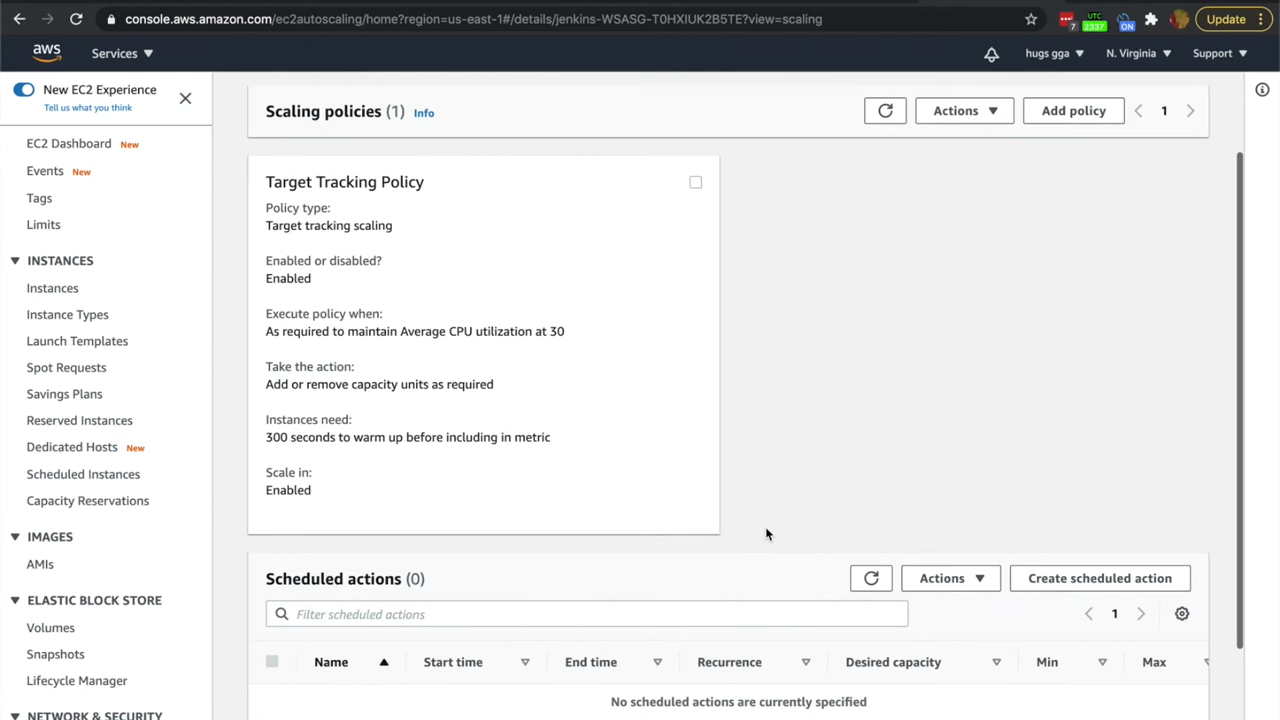 console.aws.amazon.com/ec2autoscaling/home?region=us-east-1#/details/jenkins-WSASG-T0HXIUK2B5TE?view=scaling
7
UTC
2337
ON
Update
aws
Services
hugs gga
N. Virginia
Support
New EC2 Experience
Tell us what you think
EC2 Dashboard New
Events New
Tags
Limits
INSTANCES
Instances
Instance Types
Launch Templates
Spot Requests
Savings Plans
Reserved Instances
Dedicated Hosts New
Scheduled Instances
Capacity Reservations
IMAGES
AMIs
ELASTIC BLOCK STORE
Volumes
Snapshots
Lifecycle Manager
NETWORK & SECURITY
Scaling policies (1) Info
Actions
Add policy
1
Target Tracking Policy
Policy type:
Target tracking scaling
Enabled or disabled?
Enabled
Execute policy when:
As required to maintain Average CPU utilization at 30
Take the action:
Add or remove capacity units as required
Instances need:
300 seconds to warm up before including in metric
Scale in:
Enabled
Scheduled actions (0)
Actions
Create scheduled action
Filter scheduled actions
1
Name Start time End time Recurrence Desired capacity Min Max
No scheduled actions are currently specified